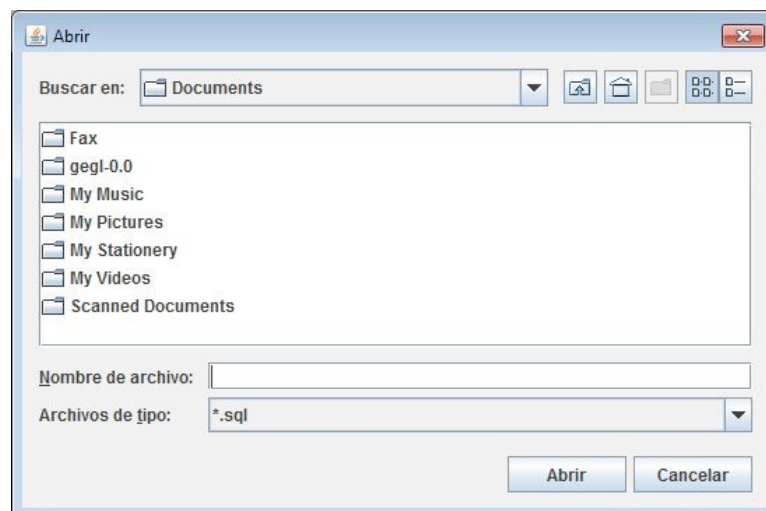 Abrir
Buscar en: Documents
Fax
gegl-0.0
My Music
My Pictures
My Stationery
My Videos
Scanned Documents
Nombre de archivo:
Archivos de tipo: *.sql
Abrir Cancelar